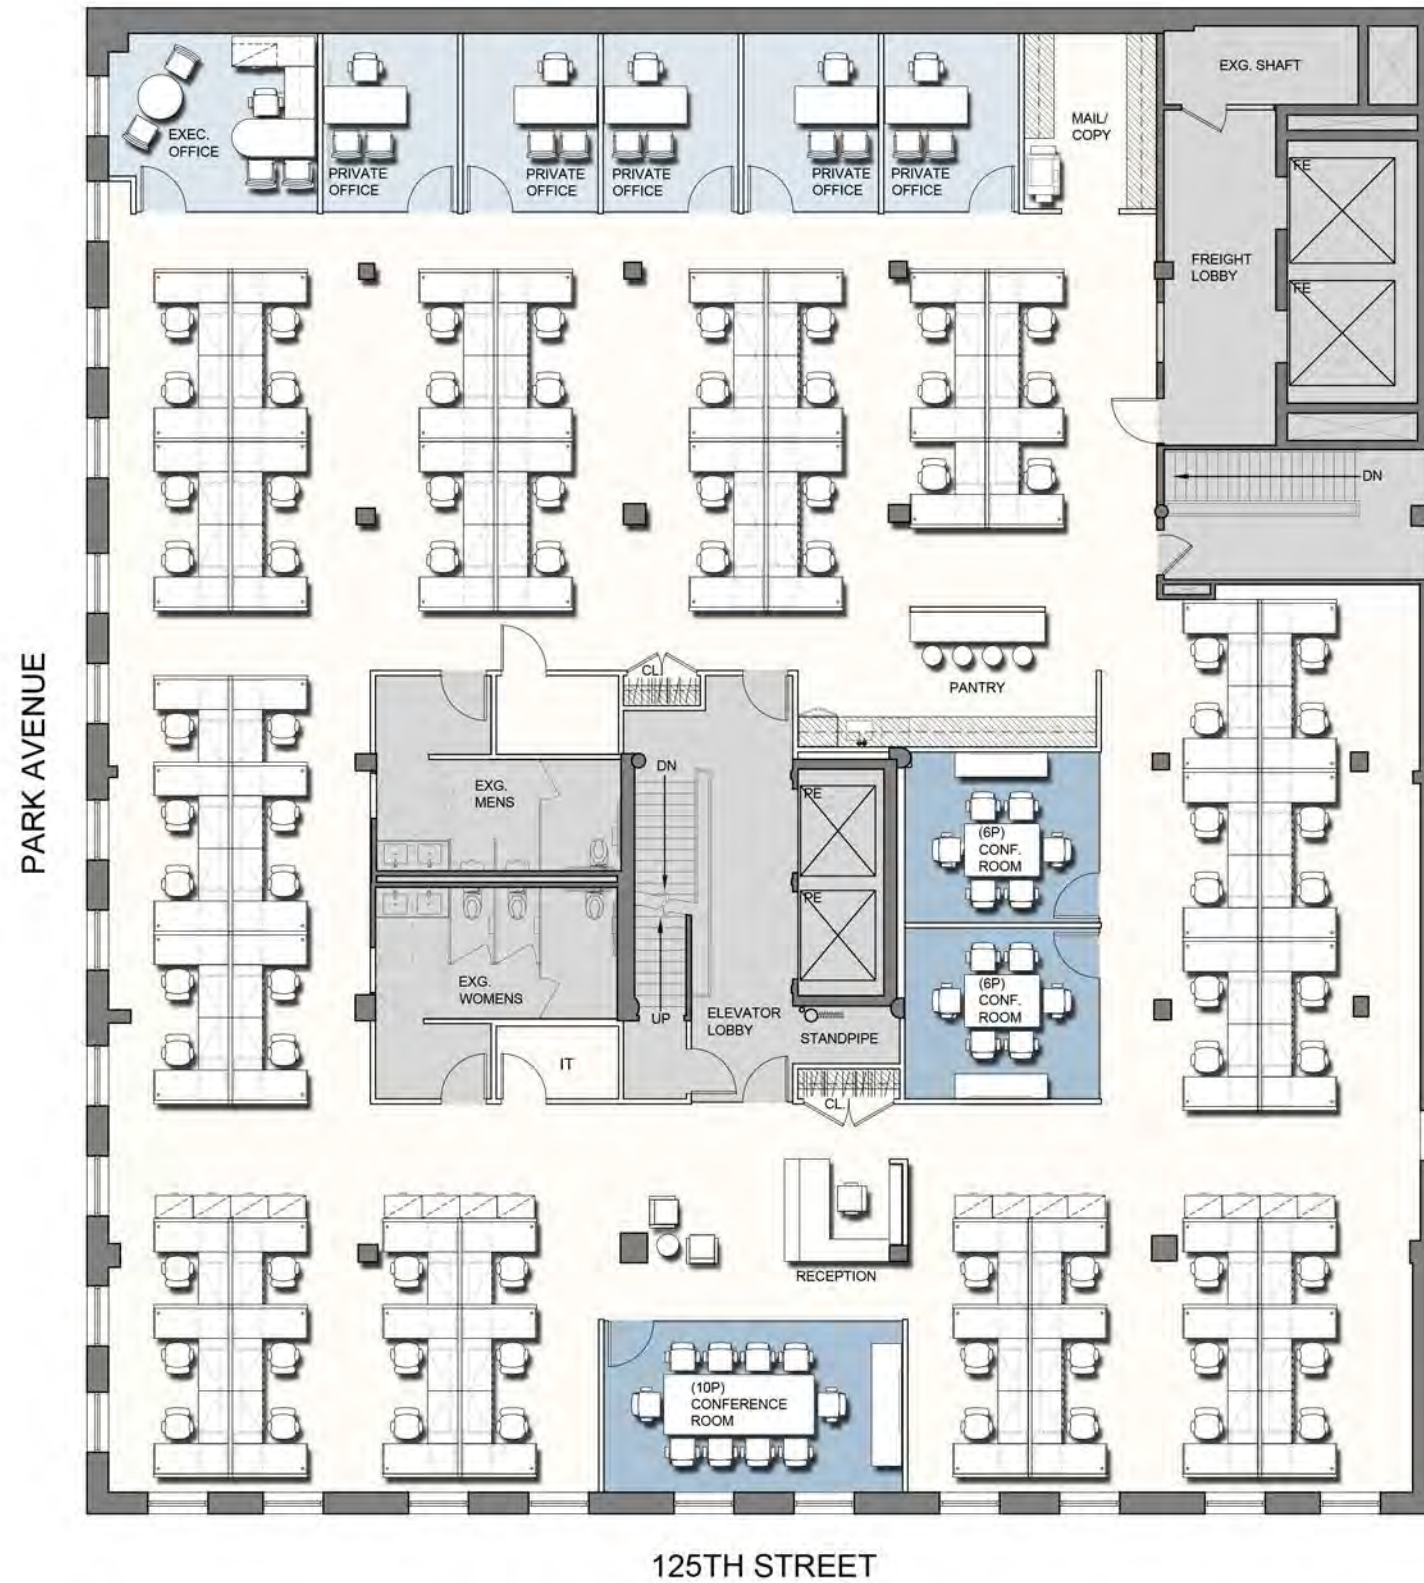 EXG. SHAFT
MAIL/
COPY
EXEC.
OFFICE
PRIVATE
OFFICE
PRIVATE
OFFICE
PRIVATE
OFFICE
PRIVATE
OFFICE
PRIVATE
OFFICE
FE
FREIGHT
LOBBY
FE
DN
PARK AVENUE
CL
PANTRY
DN
EXG.
MENS
PE
(6P)
CONF.
ROOM
PE
EXG.
WOMENS
(6P)
CONF.
ROOM
UP
ELEVATOR
LOBBY
STANDPIPE
IT
CL.
RECEPTION
(10P)
CONFERENCE
ROOM
125TH STREET